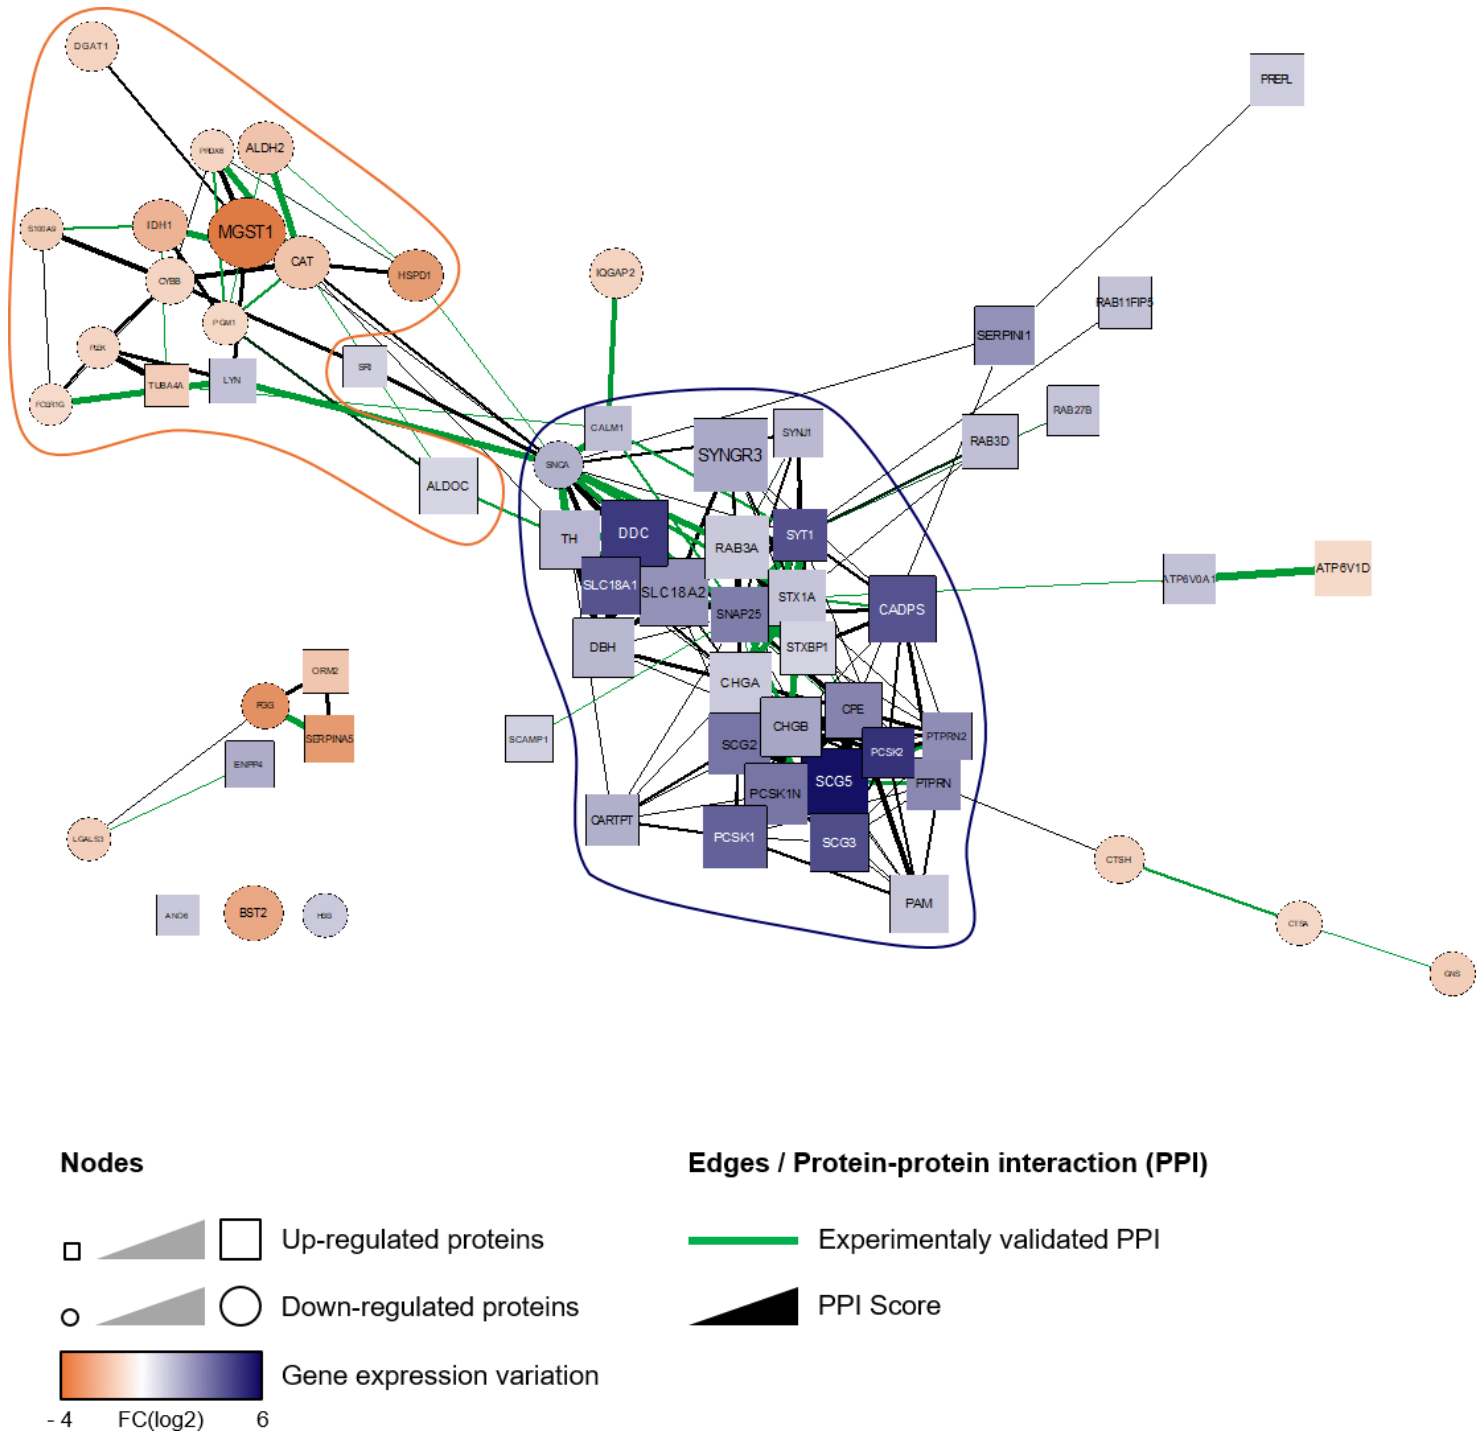 DGAT1
PREPL
PRDX6
ALDH2
S100A9
IDH1
MGST1
CAT
HSPD1
IQGAP2
CYBB
RAB11FIP5
PGM1
SERPINI1
PLEK
SRI
TUBA4A
LYN
FCER1G
RAB27B
CALM1
SYNJ1
RAB3D
SYNGR3
SNCA
ALDOC
TH
DDC
RAB3A
SYT1
SLC18A1
SLC18A2
STX1A
ATP6V0A1
ATP6V1D
SNAP25
CADPS
DBH
STXBP1
ORM2
CHGA
FGG
CPE
SERPINA5
SCAMP1
CHGB
PTPRN2
SCG2
PCSK2
ENPP4
SCG5
PTPRN
PCSK1N
CARTPT
LGALS3
PCSK1
SCG3
CTSH
PAM
ANO6
BST2
CTSA
GNS
Nodes
Edges / Protein-protein interaction (PPI)
Up-regulated proteins
Experimentaly validated PPI
Down-regulated proteins
PPI Score
Gene expression variation
- 4 FC(log2) 6